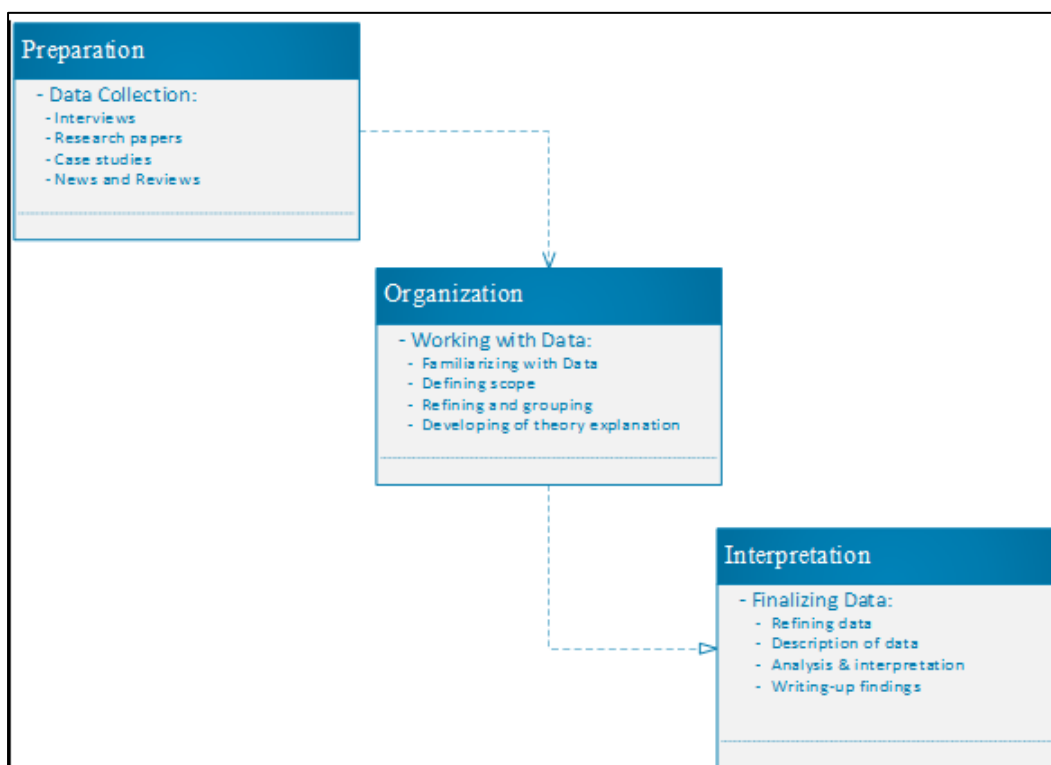 Preparation
- Data Collection:
- Interviews
- Research papers
- Case studies
- News and Reviews
Organization
- Working with Data:
- Familiarizing with Data
- Defining scope
- Refining and grouping
- Developing of theory explanation
Interpretation
- Finalizing Data:
- Refining data
- Description of data
- Analysis & interpretation
- Writing-up findings